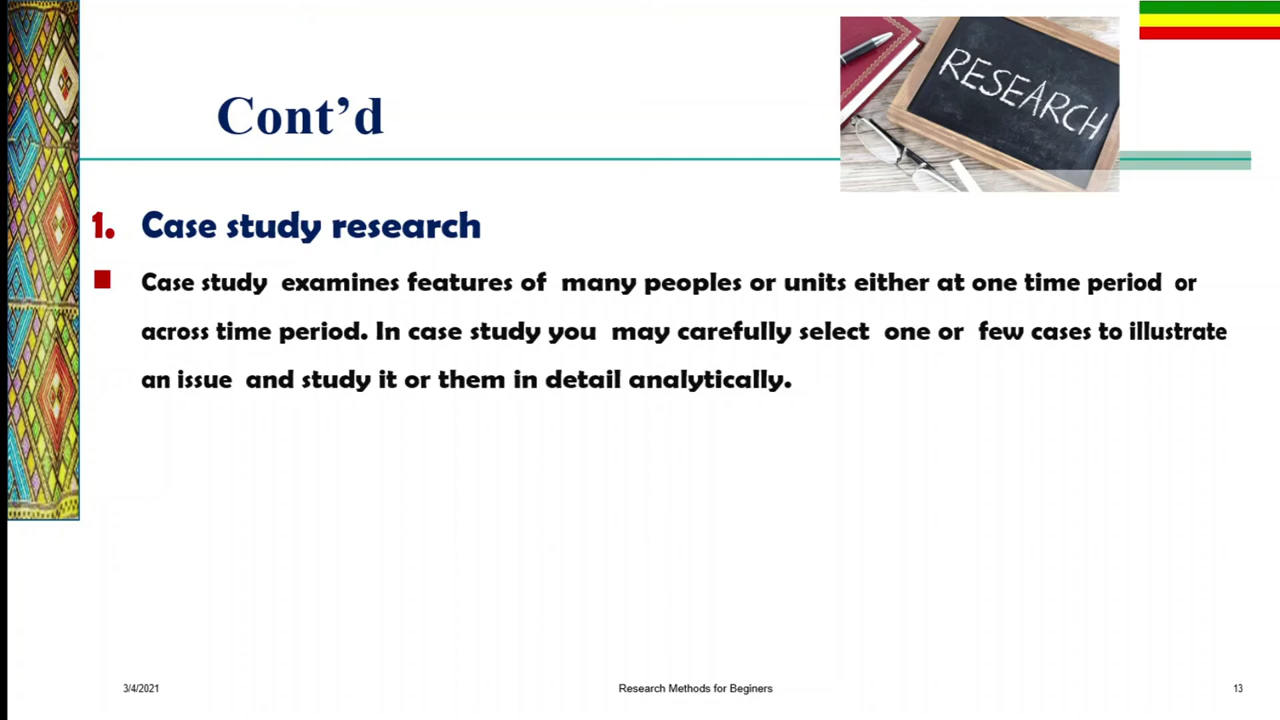 RESEARCH
Cont’d
1. Case study research
Case study examines features of many peoples or units either at one time period or
across time period. In case study you may carefully select one or few cases to illustrate
an issue and study it or them in detail analytically.
3/4/2021
Research Methods for Beginers
13